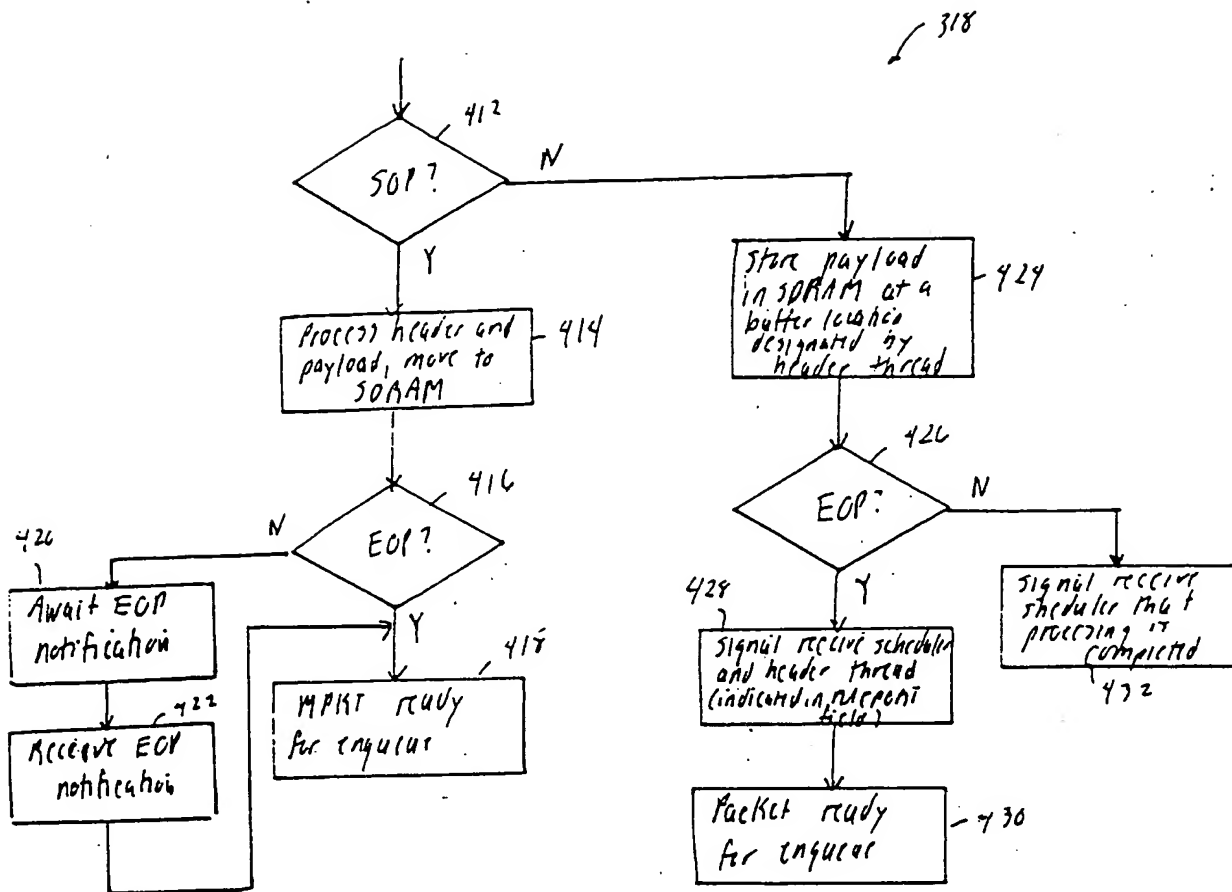 318
412
SOP?
N
Y
Store payload
in SDRAM at a
buffer location
designated by
header thread
424
Process header and
payload, move to
SDRAM
414
426
EOP?
N
Y
416
EOP?
N
Y
420
Await EOP
notification
428
Signal receive scheduler
and header thread
(indicated in
field)
Signal receive
sheduler that
processing is
completed
432
418
MPKT ready
for enqueue
422
Receive EOP
notification
Packet ready
for enqueue
430